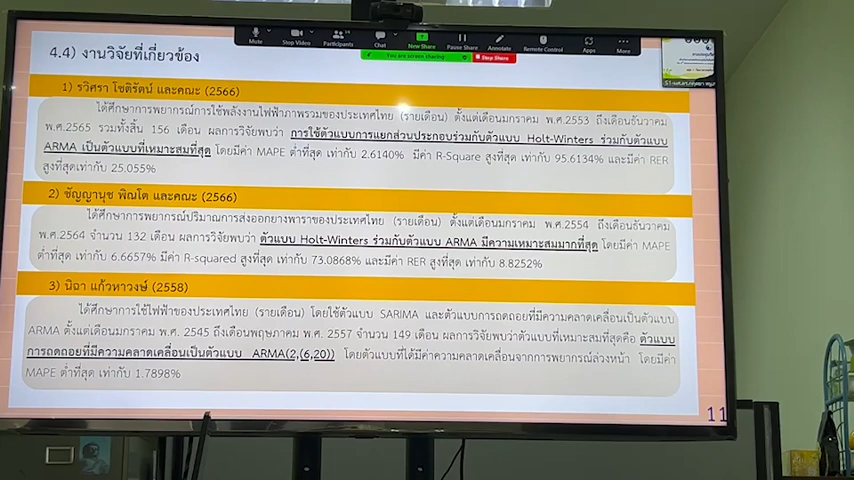 Mute
Stop Video
Participants
Chat
New Share
Pause Share
Annotate
Remote Control
Apps
More
You are screen sharing
Stop Share
4.4) งานวิจัยที่เกี่ยวข้อง
1) รวิศรา โชติรัตน์ และคณะ (2566)
ได้ศึกษาการพยากรณ์การใช้พลังงานไฟฟ้าภาพรวมของประเทศไทย (รายเดือน) ตั้งแต่เดือนมกราคม พ.ศ.2553 ถึงเดือนธันวาคม
พ.ศ.2565 รวมทั้งสิ้น 156 เดือน ผลการวิจัยพบว่า การใช้ตัวแบบการแยกส่วนประกอบร่วมกับตัวแบบ Holt-Winters ร่วมกับตัวแบบ
ARMA เป็นตัวแบบที่เหมาะสมที่สุด โดยมีค่า MAPE ต่ำที่สุด เท่ากับ 2.6140% มีค่า R-Square สูงที่สุด เท่ากับ 95.6134% และมีค่า RER
สูงที่สุดเท่ากับ 25.055%
2) ชัญญานุช พิณโต และคณะ (2566)
ได้ศึกษาการพยากรณ์ปริมาณการส่งออกยางพาราของประเทศไทย (รายเดือน) ตั้งแต่เดือนมกราคม พ.ศ.2554 ถึงเดือนธันวาคม
พ.ศ.2564 จำนวน 132 เดือน ผลการวิจัยพบว่า ตัวแบบ Holt-Winters ร่วมกับตัวแบบ ARMA มีความเหมาะสมมากที่สุด โดยมีค่า MAPE
ต่ำที่สุด เท่ากับ 6.6657% มีค่า R-squared สูงที่สุด เท่ากับ 73.0868% และมีค่า RER สูงที่สุด เท่ากับ 8.8252%
3) นิฉา แก้วหาวงษ์ (2558)
ได้ศึกษาการใช้ไฟฟ้าของประเทศไทย (รายเดือน) โดยใช้ตัวแบบ SARIMA และตัวแบบการถดถอยที่มีความคลาดเคลื่อนเป็นตัวแบบ
ARMA ตั้งแต่เดือนมกราคม พ.ศ. 2545 ถึงเดือนพฤษภาคม พ.ศ. 2557 จำนวน 149 เดือน ผลการวิจัยพบว่าตัวแบบที่เหมาะสมที่สุดคือ ตัวแบบ
การถดถอยที่มีความคลาดเคลื่อนเป็นตัวแบบ ARMA(2,(6,20)) โดยตัวแบบที่ได้มีค่าความคลาดเคลื่อนจากการพยากรณ์ล่วงหน้า โดยมีค่า
MAPE ต่ำที่สุด เท่ากับ 1.7898%
11